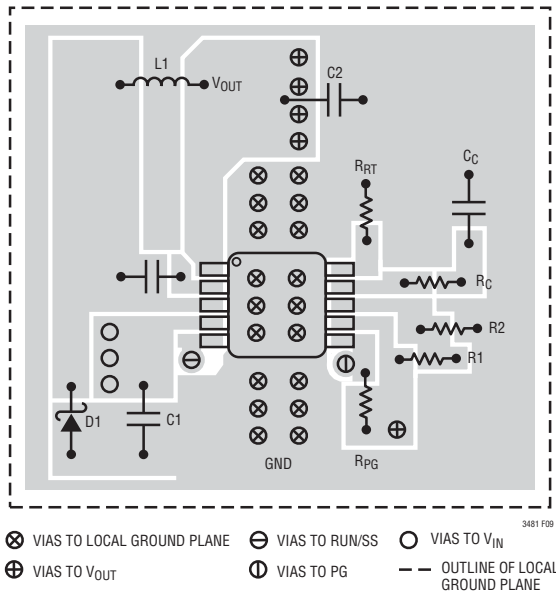 L1
VOUT
C2
RRT
CC
RC
R2
R1
D1
C1
GND
RPG
3481 F09
VIAS TO LOCAL GROUND PLANE
VIAS TO RUN/SS
VIAS TO VIN
VIAS TO VOUT
VIAS TO PG
OUTLINE OF LOCAL
GROUND PLANE